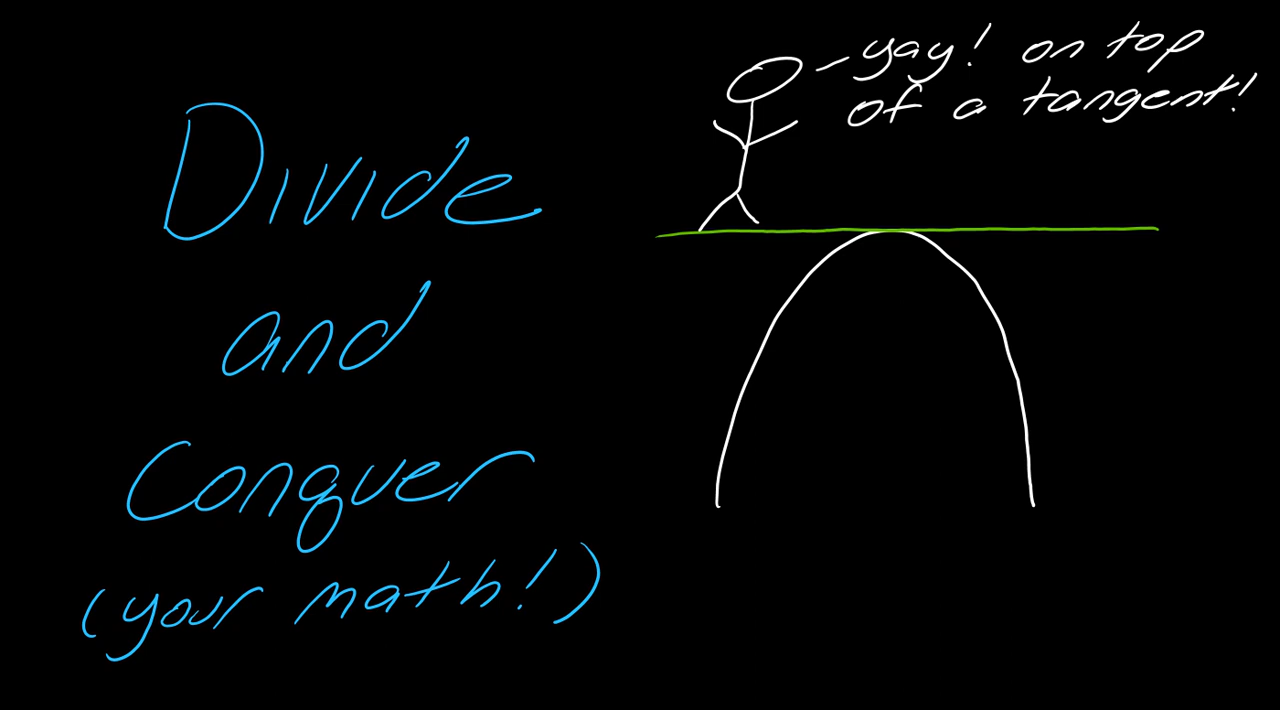 Divide
and
Conquer
(your math!)
yay! on top
of a tangent!